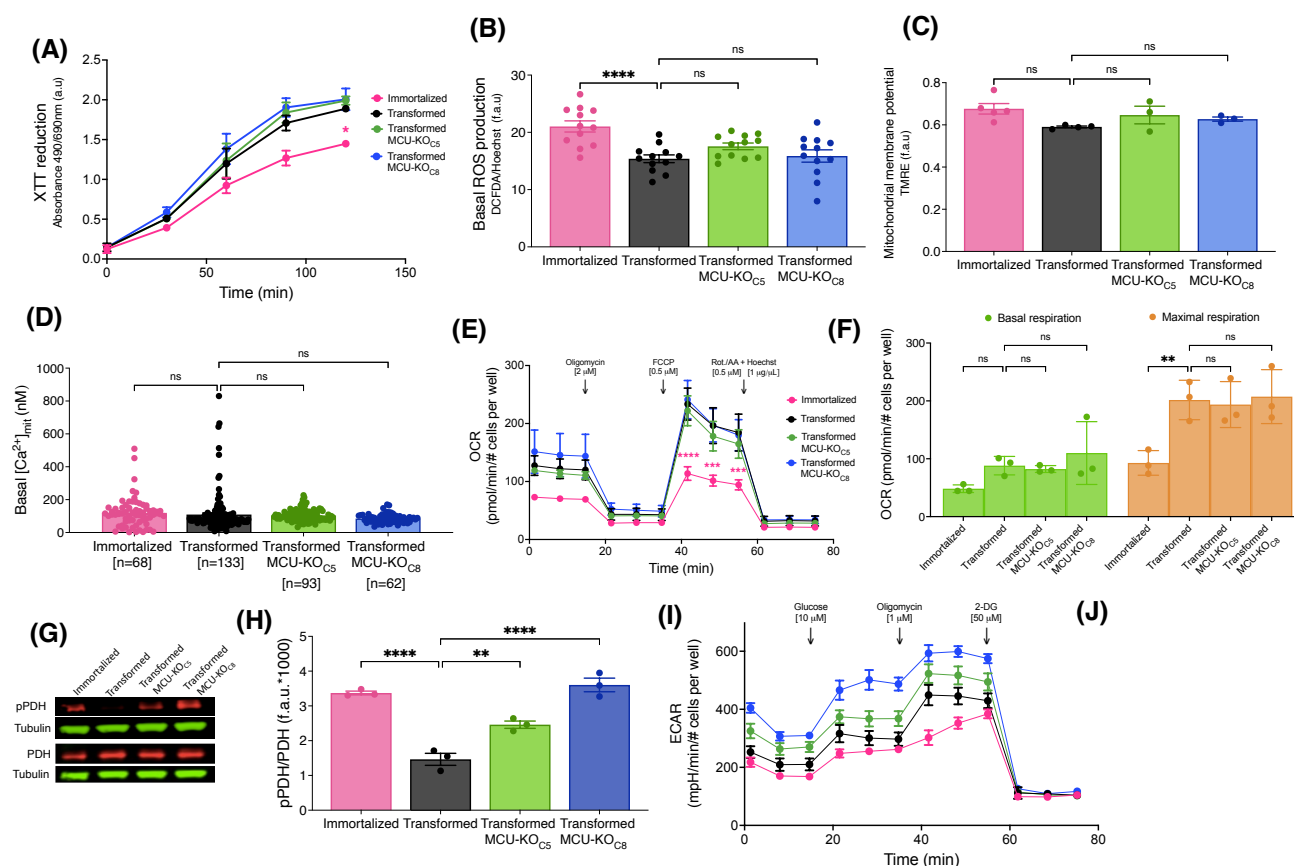 (A)
XTT reduction
Absorbance 490/690nm (a.u)
2.5
2.0
1.5
1.0
0.5
0.0
0
50
100
150
Time (min)
*
Immortalized
Transformed
Transformed
MCU-KOC5
Transformed
MCU-KOC8
(B)
Basal ROS production
DCFDA/Hoechst (f.a.u)
30
20
10
0
ns
**** ns ns
Immortalized Transformed Transformed Transformed
MCU-KOC5 MCU-KOC8
(C)
Mitochondrial membrane potential
TMRE (f.a.u)
0.8
0.6
0.4
0.2
0.0
ns
ns ns
Immortalized Transformed Transformed Transformed
MCU-KOC5 MCU-KOC8
(D)
Basal [Ca2+]mit (nM)
1000
800
600
400
200
0
ns
ns ns
Immortalized Transformed Transformed Transformed
MCU-KOC5 MCU-KOC8
[n=68] [n=133] [n=93] [n=62]
(E)
OCR
(pmol/min/# cells per well)
300
200
100
0
0 20 40 60 80
Time (min)
Oligomycin
[2 µM]
FCCP
[0.5 µM]
Rot./AA + Hoechst
[0.5 µM] [1 µg/µL]
**** *** ***
Immortalized
Transformed
Transformed
MCU-KOC5
Transformed
MCU-KOC8
(F)
Basal respiration
Maximal respiration
OCR (pmol/min/# cells per well)
400
300
200
100
0
ns
ns ns
ns
** ns
Immortalized
Transformed
Transformed
MCU-KOC5
Transformed
MCU-KOC8
Immortalized
Transformed
Transformed
MCU-KOC5
Transformed
MCU-KOC8
(G)
Immortalized
Transformed
Transformed
MCU-KOC5
Transformed
MCU-KOC8
pPDH
Tubulin
PDH
Tubulin
(H)
pPDH/PDH (f.a.u.*1000)
5
4
3
2
1
0
****
**** **
Immortalized Transformed Transformed Transformed
MCU-KOC5 MCU-KOC8
(I)
ECAR
(mpH/min/# cells per well)
600
400
200
0
0 20 40 60 80
Time (min)
Glucose
[10 µM]
Oligomycin
[1 µM]
2-DG
[50 µM]
(J)